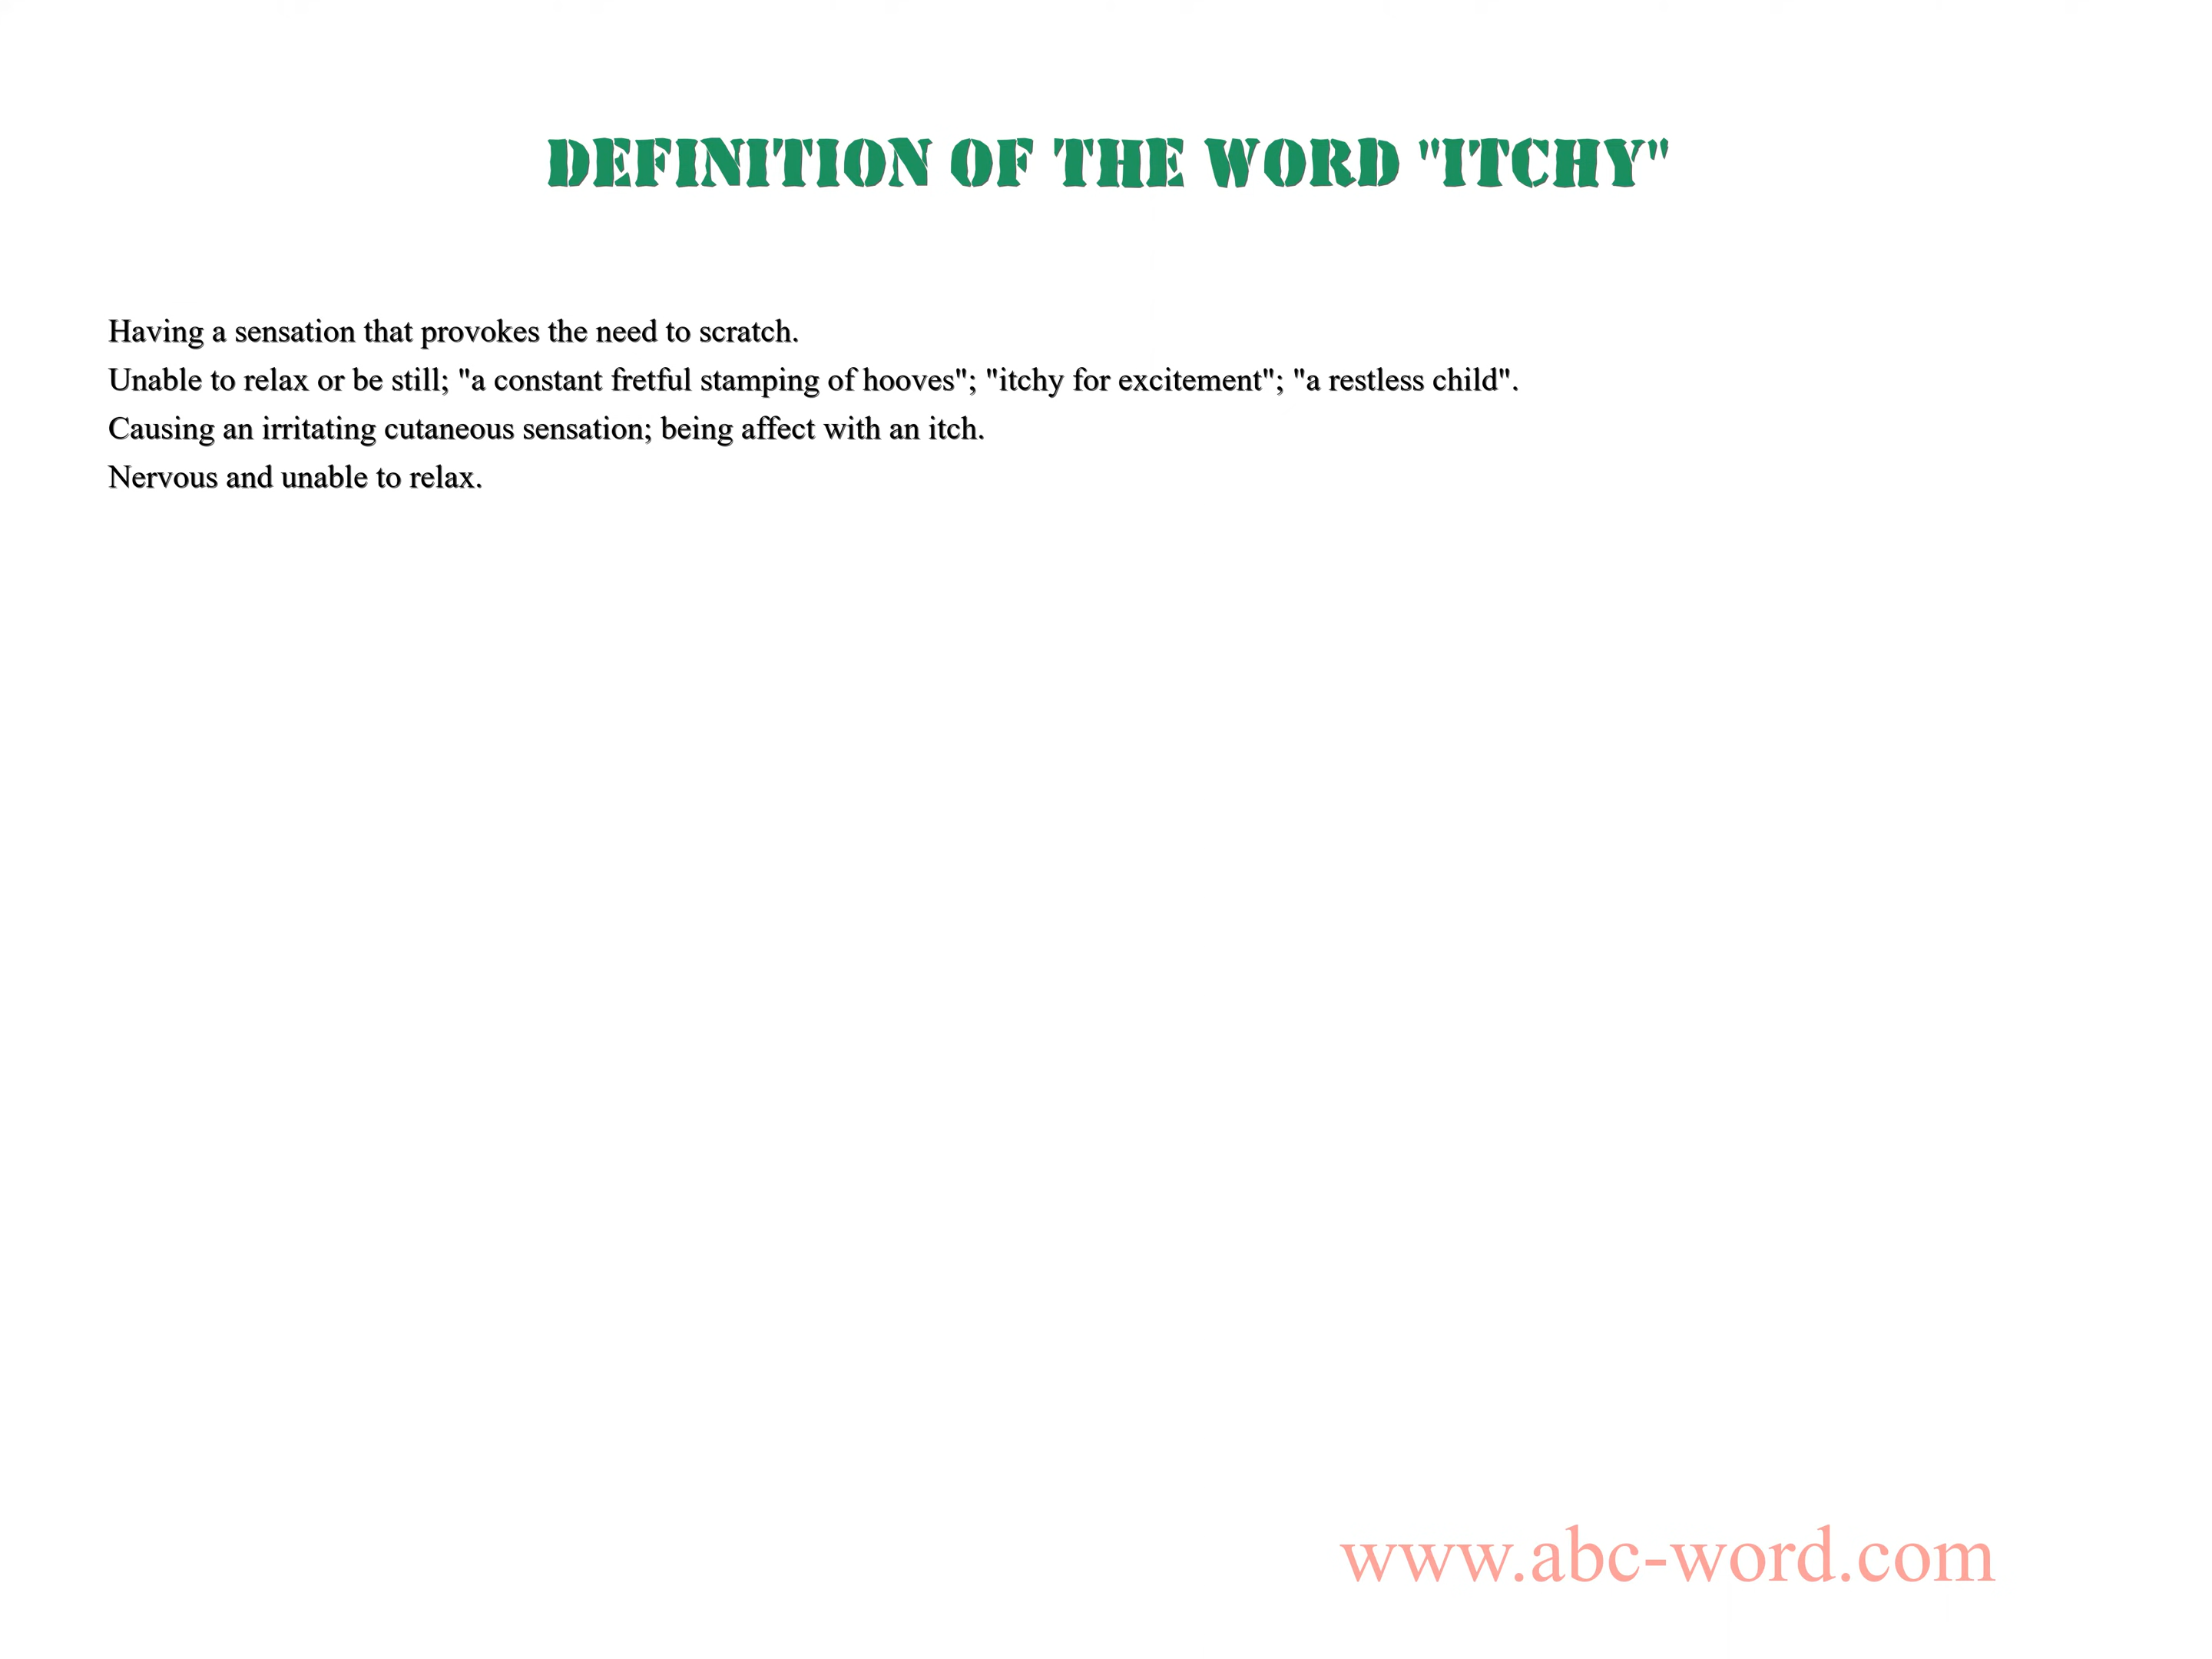 DEFINITION OF THE WORD "ITCHY"
Having a sensation that provokes the need to scratch.
Unable to relax or be still; "a constant fretful stamping of hooves"; "itchy for excitement"; "a restless child".
Causing an irritating cutaneous sensation; being affect with an itch.
Nervous and unable to relax.
www.abc-word.com